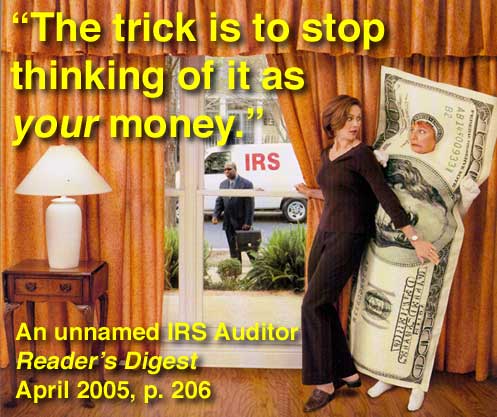 “The trick is to stop
thinking of it as
your money.”
IRS
An unnamed IRS Auditor
Reader’s Digest
April 2005, p. 206